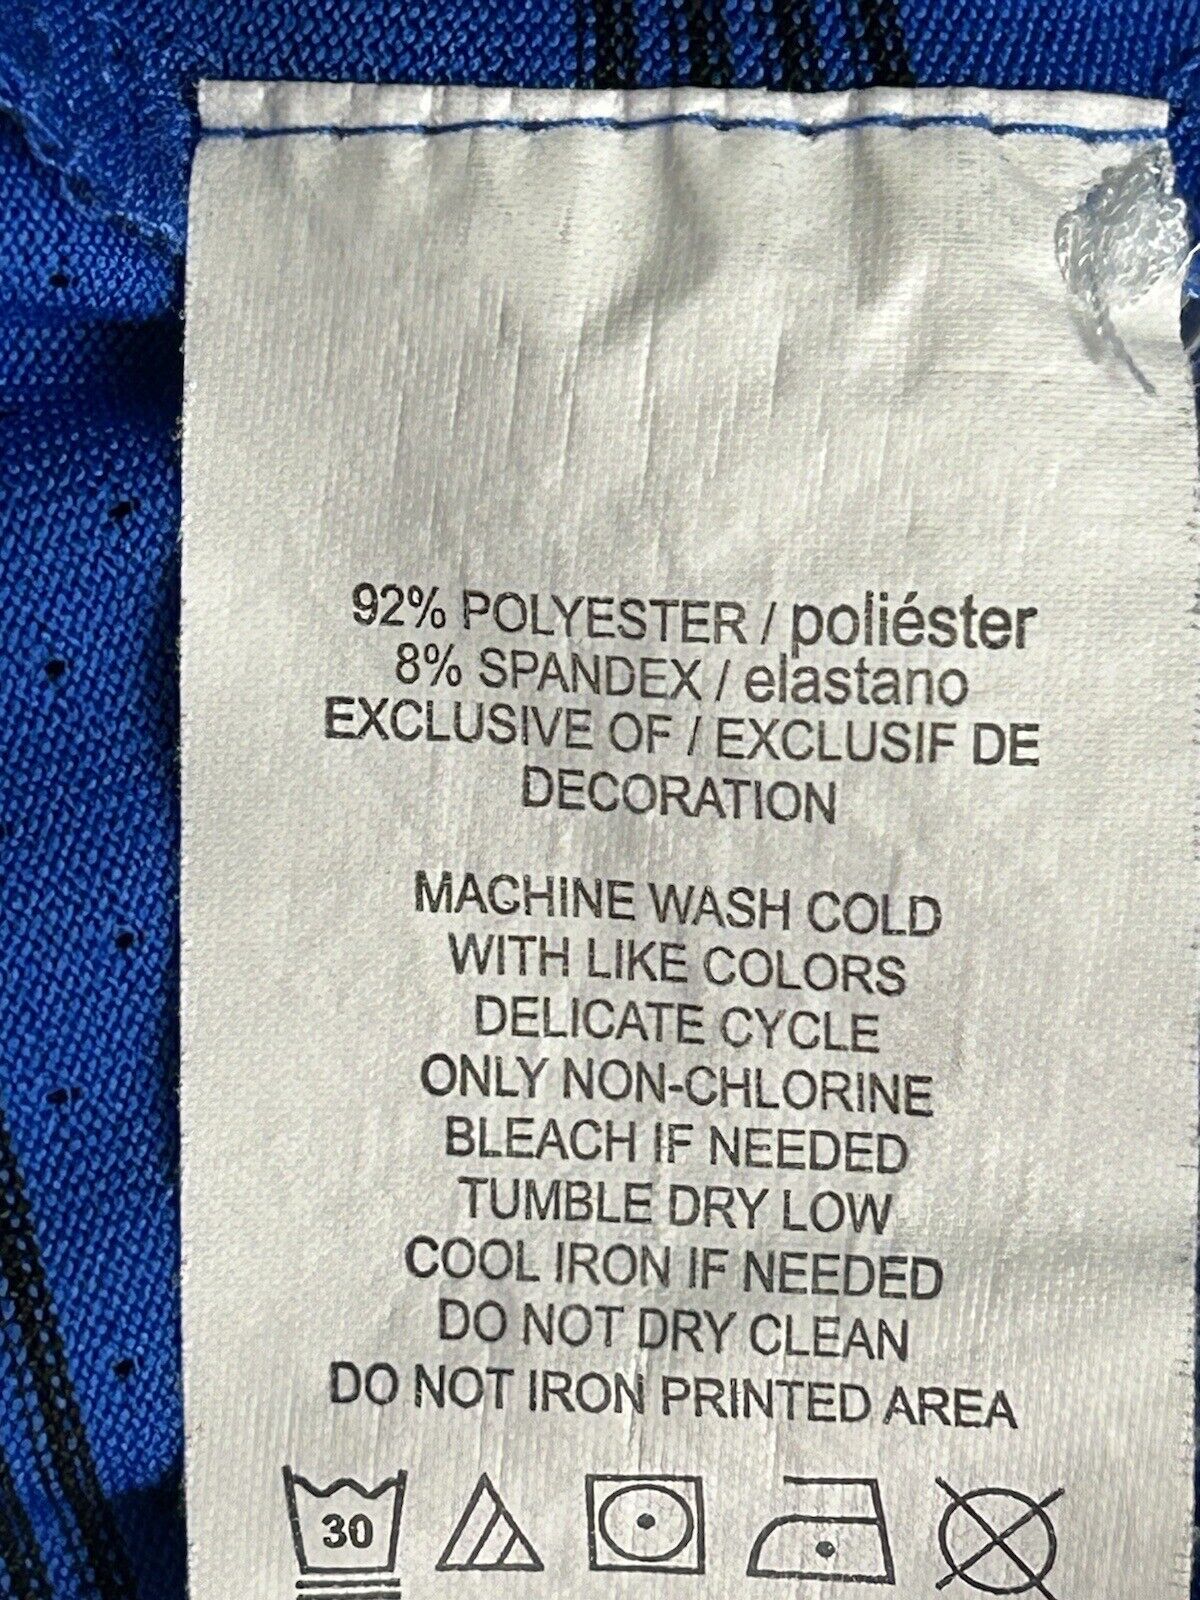 92% POLYESTER / poliéster
8% SPANDEX / elastano
EXCLUSIVE OF / EXCLUSIF DE
DECORATION
MACHINE WASH COLD
WITH LIKE COLORS
DELICATE CYCLE
ONLY NON-CHLORINE
BLEACH IF NEEDED
TUMBLE DRY LOW
COOL IRON IF NEEDED
DO NOT DRY CLEAN
DO NOT IRON PRINTED AREA
30